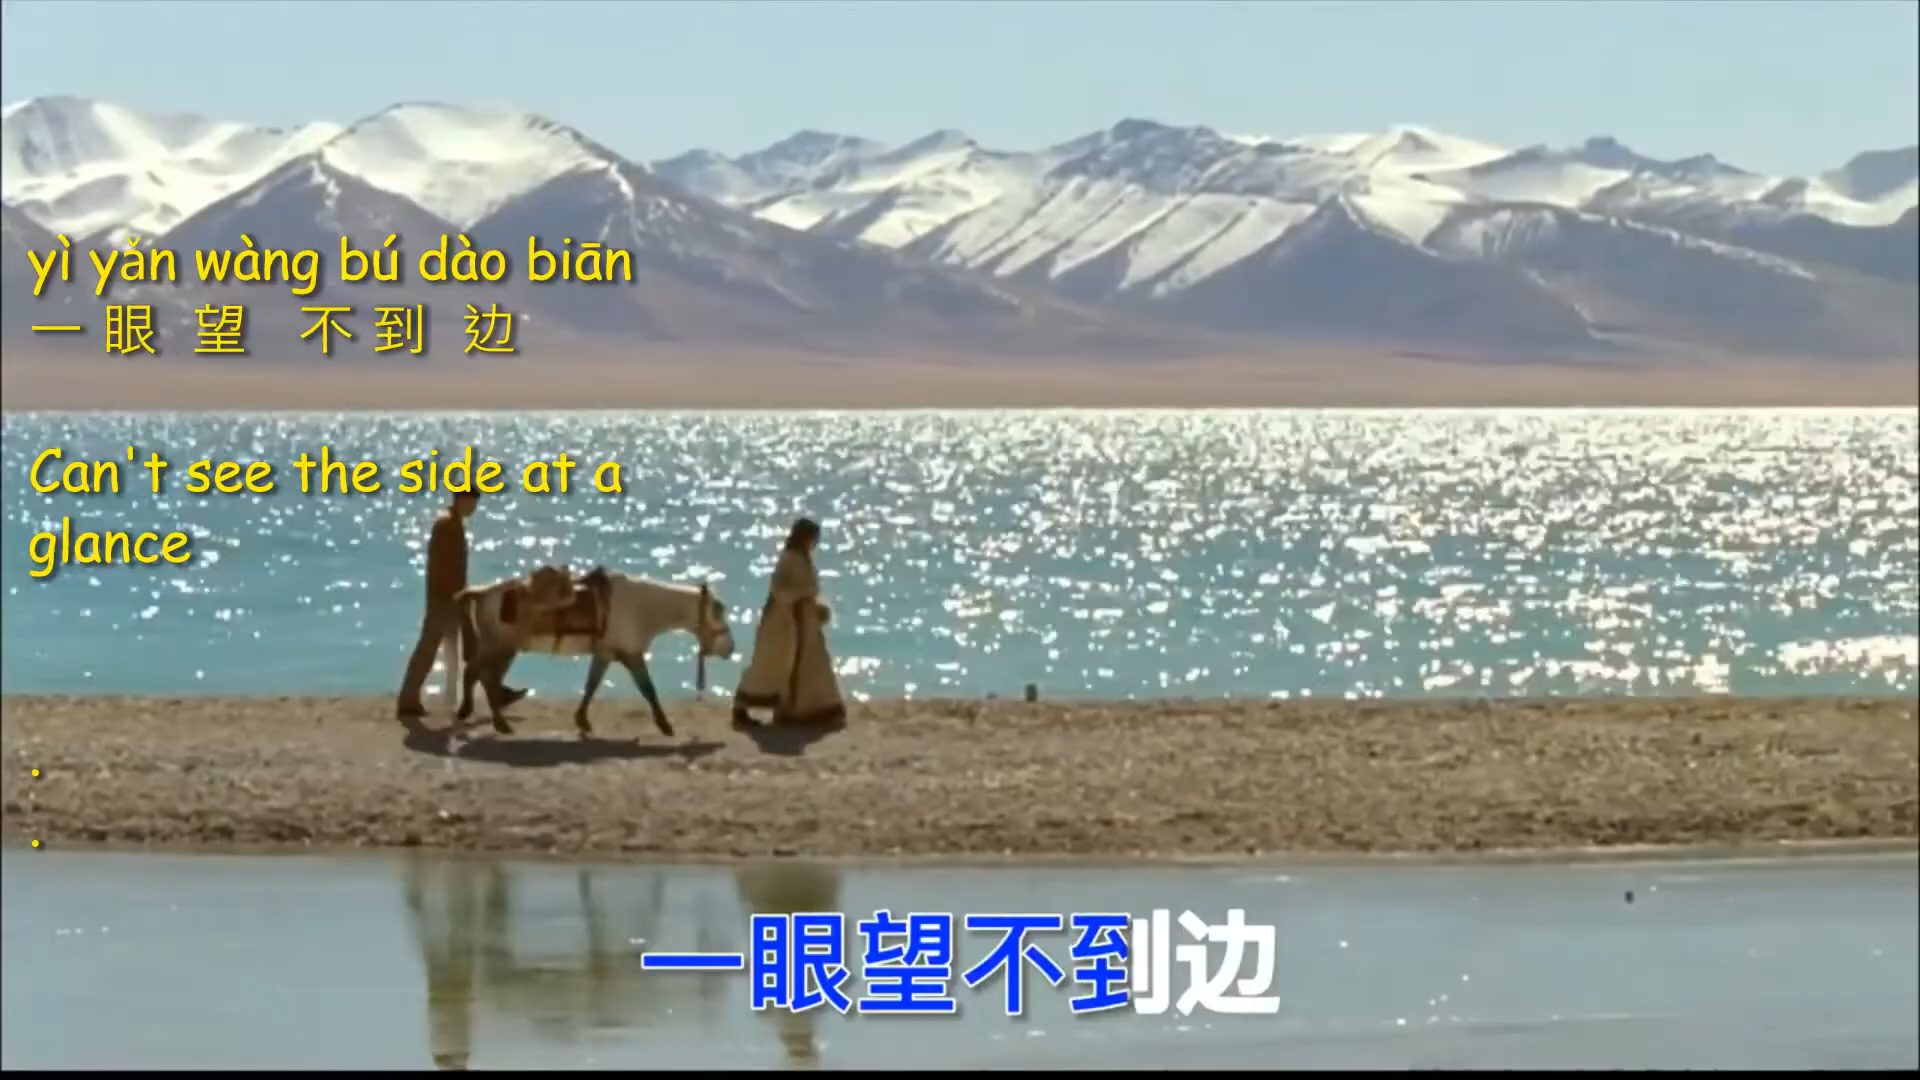 yì yǎn wàng bú dào biān
一 眼 望 不 到 边
Can't see the side at a
glance
.
.
一眼望不到边